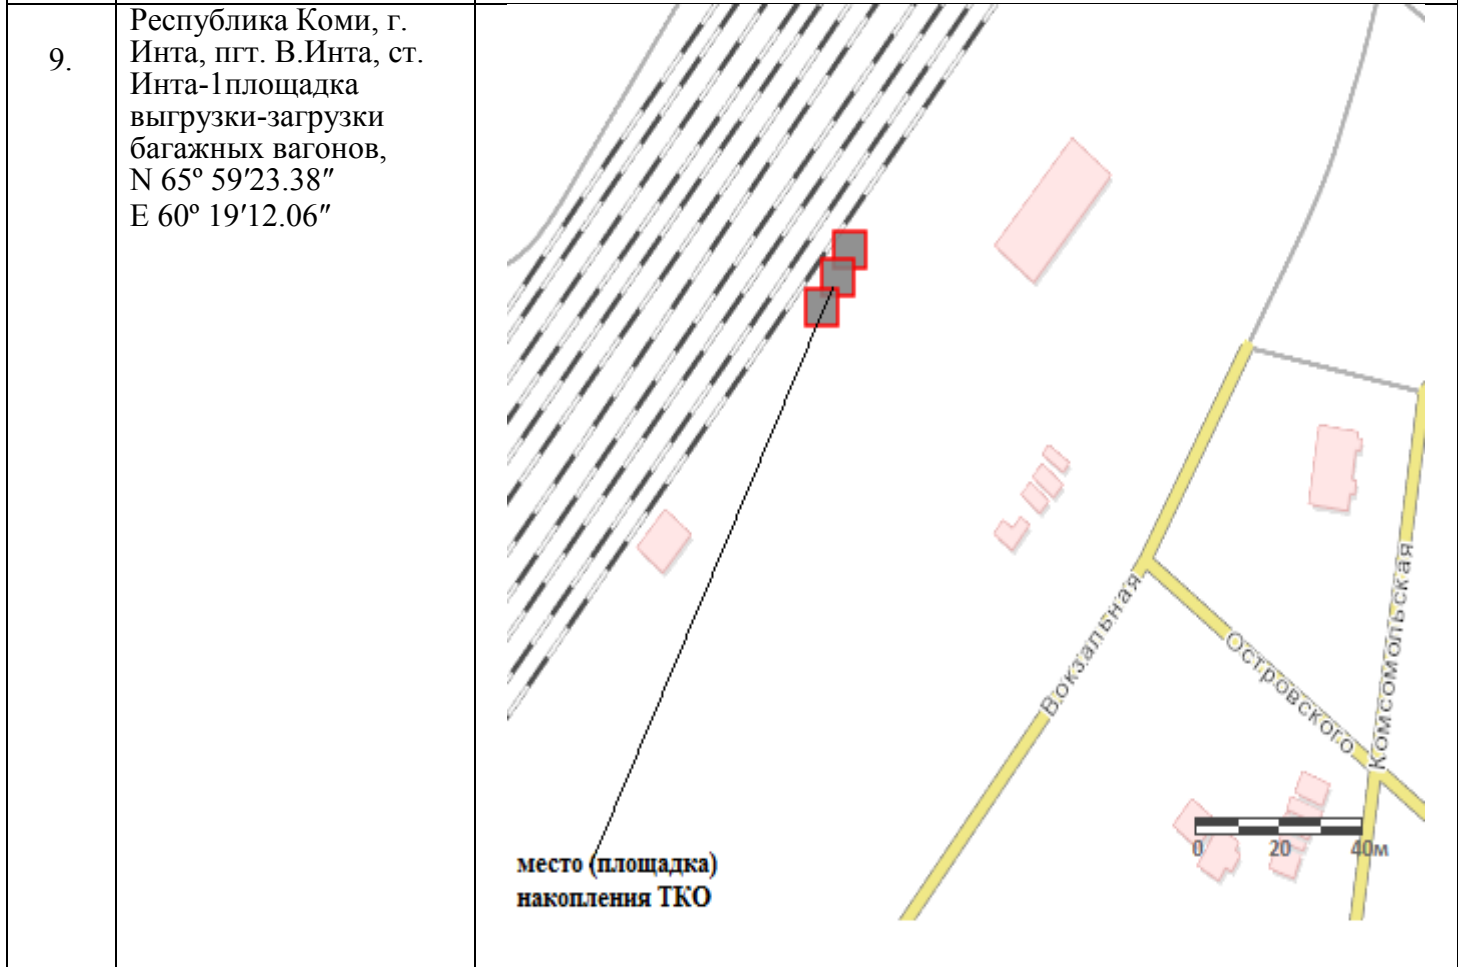 9.
Республика Коми, г.
Инта, пгт. В.Инта, ст.
Инта-1площадка
выгрузки-загрузки
багажных вагонов,
N 65º 59′23.38″
E 60º 19′12.06″
Вокзальная
Островского
Комсомольская
0 20 40м
место (площадка)
накопления ТКО